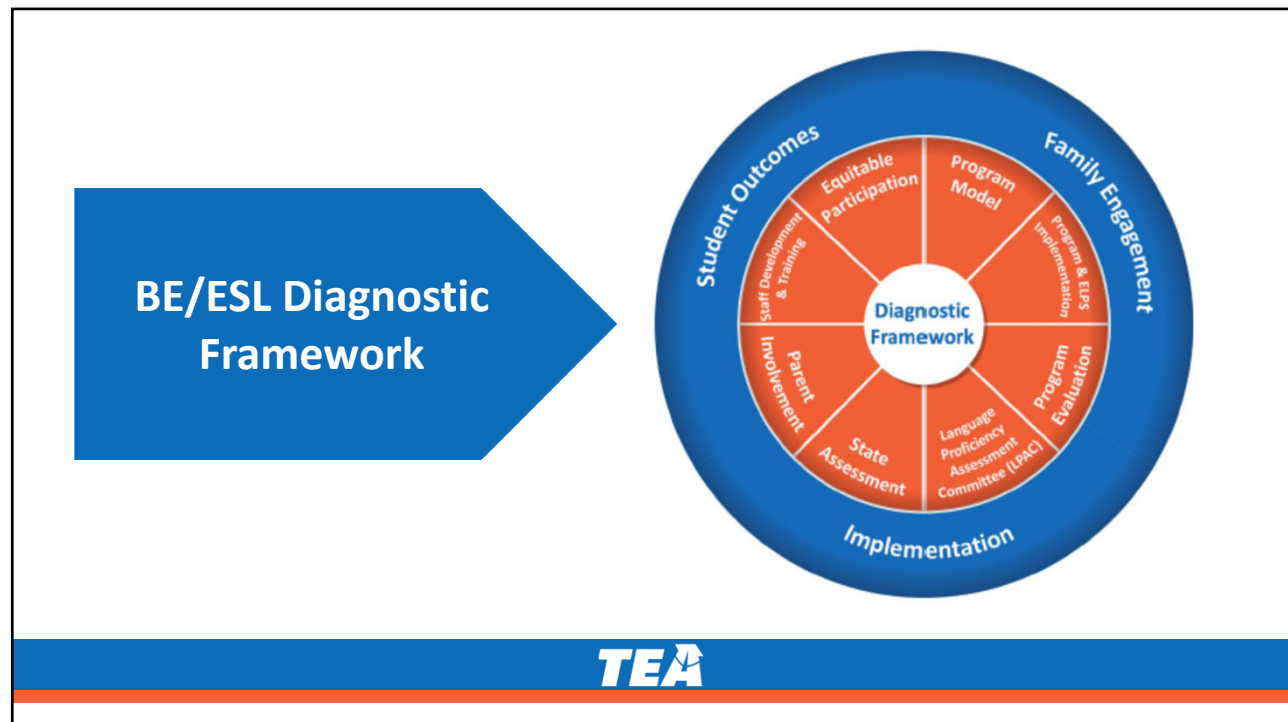 BE/ESL Diagnostic
Framework
Student Outcomes
Family Engagement
Implementation
Equitable
Participation
Program
Model
Program & ELPS
Implementation
Program
Evaluation
Language
Proficiency
Assessment
Committee (LPAC)
State
Assessment
Parent
Involvement
Staff Development
& Training
Diagnostic
Framework
TEA